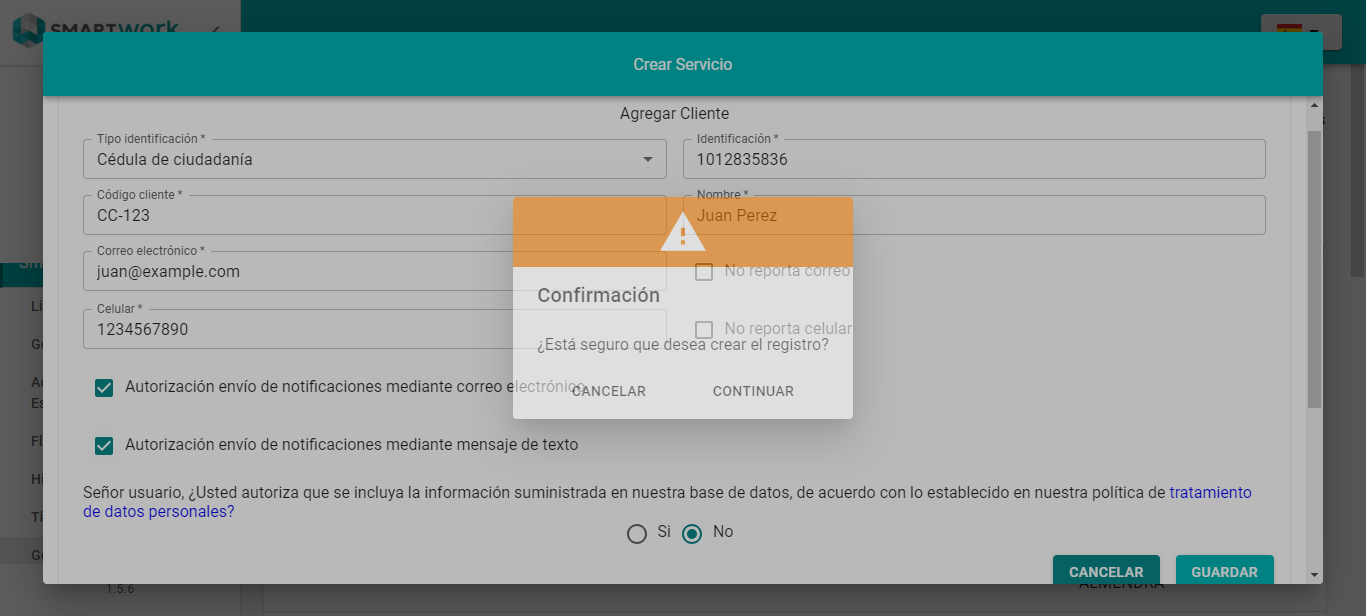 SMARTWORK
Crear Servicio
Agregar Cliente
Tipo identificación *
Cédula de ciudadanía
Identificación *
1012835836
Código cliente *
CC-123
Nombre *
Juan Perez
Correo electrónico *
juan@example.com
No reporta correo
Celular *
1234567890
No reporta celular
Confirmación
¿Está seguro que desea crear el registro?
CANCELAR
CONTINUAR
Autorización envío de notificaciones mediante correo electrónico
Autorización envío de notificaciones mediante mensaje de texto
Señor usuario, ¿Usted autoriza que se incluya la información suministrada en nuestra base de datos, de acuerdo con lo establecido en nuestra política de tratamiento
de datos personales?
Si
No
CANCELAR
GUARDAR
ALMENDRA
1.5.6